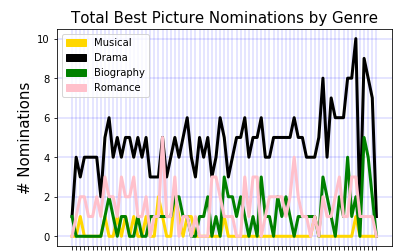 Total Best Picture Nominations by Genre
# Nominations
10
8
6
4
2
0
Musical
Drama
Biography
Romance